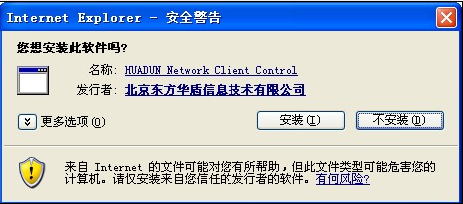 Internet Explorer - 安全警告
您想安装此软件吗?
名称: HUADUN Network Client Control
发行者: 北京东方华盾信息技术有限公司
更多选项(O) 安装(I) 不安装(D)
来自 Internet 的文件可能对您有所帮助,但此文件类型可能危害您的
计算机。请仅安装来自您信任的发行者的软件。有何风险?